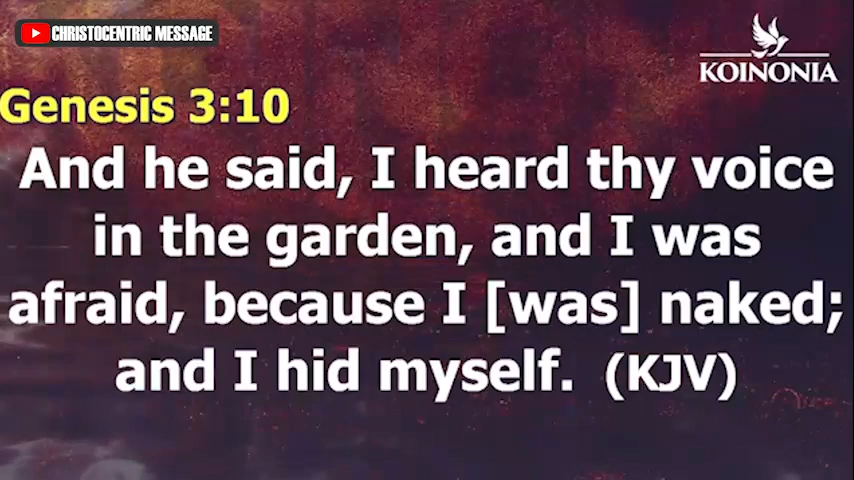 CHRISTOCENTRIC MESSAGE
KOINONIA
Genesis 3:10
And he said, I heard thy voice
in the garden, and I was
afraid, because I [was] naked;
and I hid myself. (KJV)